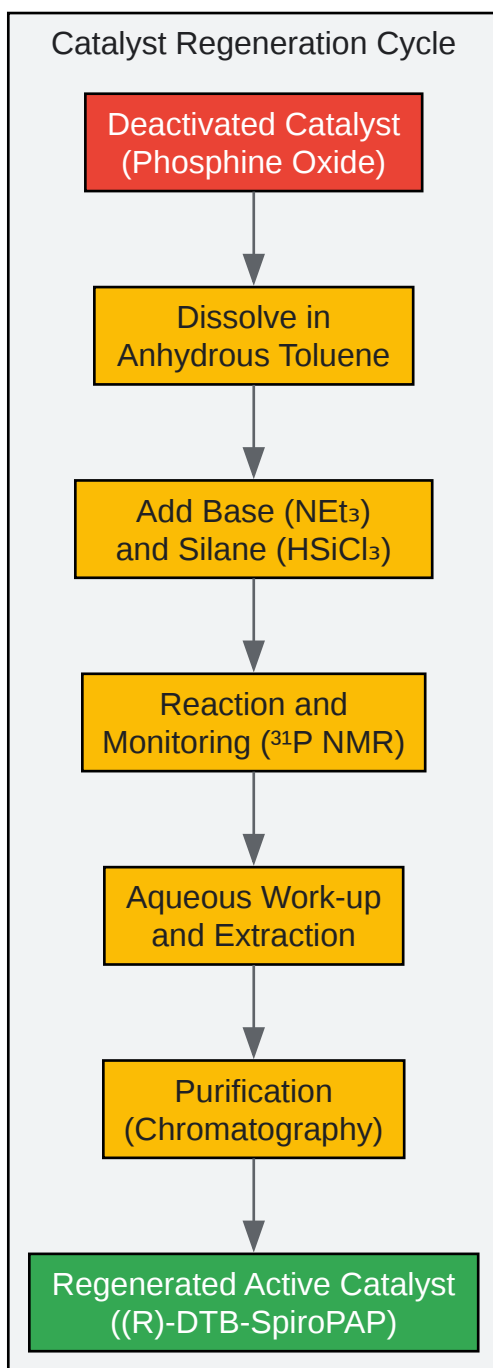 Catalyst Regeneration Cycle
Deactivated Catalyst
(Phosphine Oxide)
Dissolve in
Anhydrous Toluene
Add Base (NEt₃)
and Silane (HSiCl₃)
Reaction and
Monitoring (³¹P NMR)
Aqueous Work-up
and Extraction
Purification
(Chromatography)
Regenerated Active Catalyst
((R)-DTB-SpiroPAP)